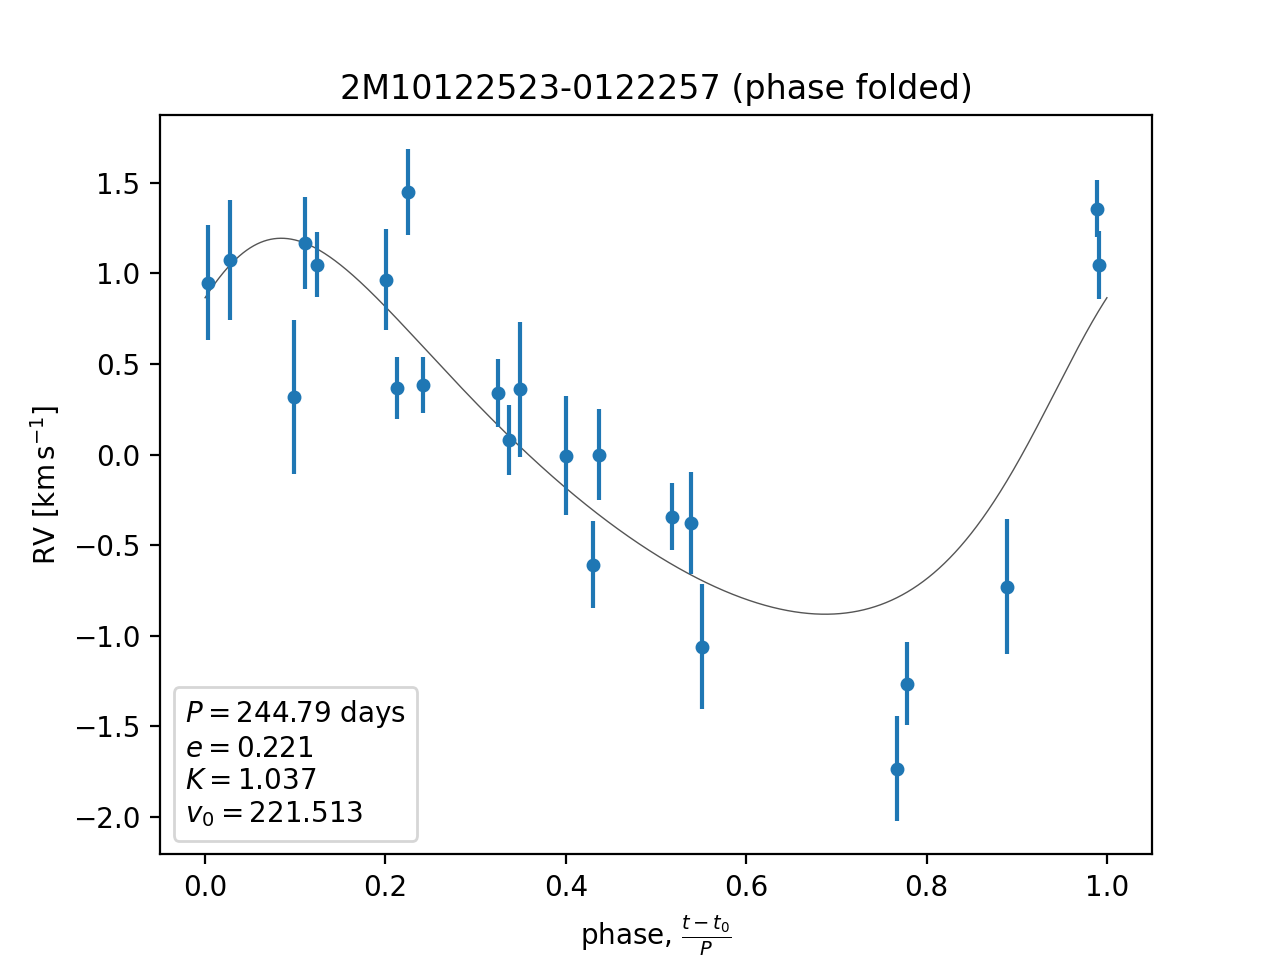 2M10122523-0122257 (phase folded)
RV [km s⁻¹]
1.5
1.0
0.5
0.0
−0.5
−1.0
−1.5
−2.0
P = 244.79 days
e = 0.221
K = 1.037
v₀ = 221.513
0.0 0.2 0.4 0.6 0.8 1.0
phase, (t − t₀)/P